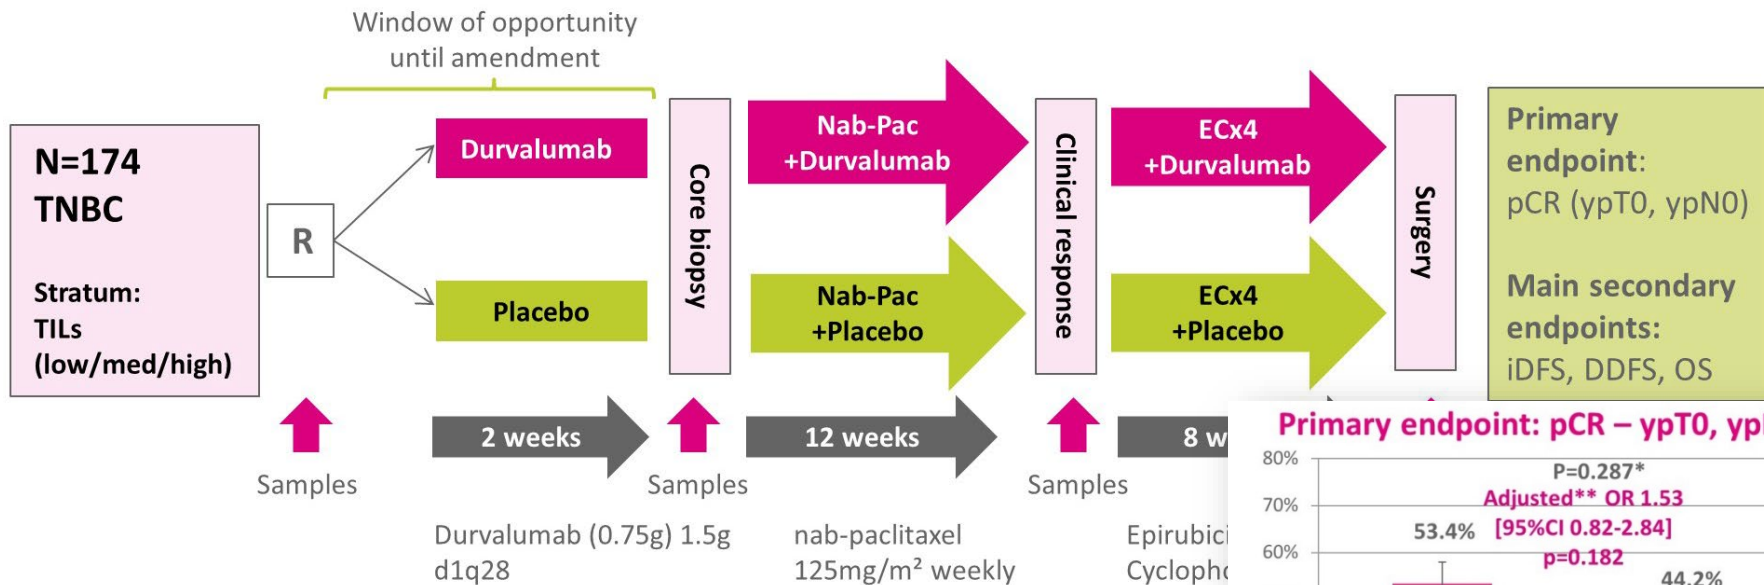 Window of opportunity
until amendment
N=174
TNBC
Stratum:
TILs
(low/med/high)
R
Durvalumab
Placebo
Core biopsy
Nab-Pac
+Durvalumab
Nab-Pac
+Placebo
Clinical response
ECx4
+Durvalumab
ECx4
+Placebo
Surgery
Primary
endpoint:
pCR (ypT0, ypN0)
Main secondary
endpoints:
iDFS, DDFS, OS
2 weeks
12 weeks
8
Samples
Samples
Samples
Durvalumab (0.75g) 1.5g
d1q28
nab-paclitaxel
125mg/m² weekly
Primary endpoint: pCR – ypT0,
80%
70%
60%
P=0.287*
Adjusted** OR 1.53
[95%CI 0.82-2.84]
p=0.182
53.4%
44.2%